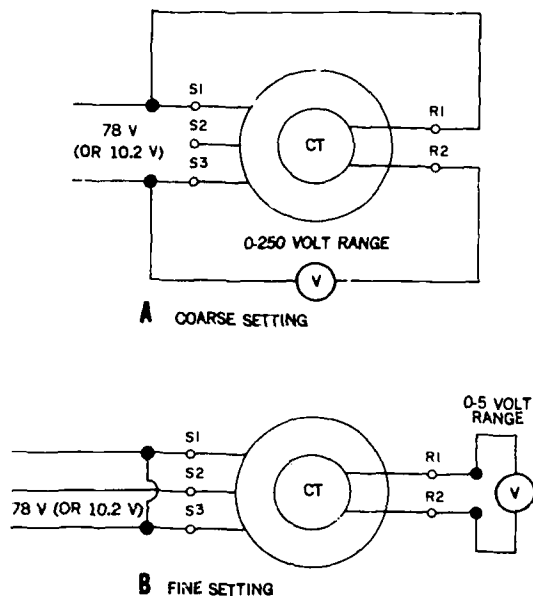 S1
78 V
(OR 10.2 V)
S2
S3
CT
R1
R2
0-250 VOLT RANGE
V
A COARSE SETTING
0-5 VOLT
RANGE
S1
S2
78 V (OR 10.2 V)
S3
CT
R1
R2
V
B FINE SETTING